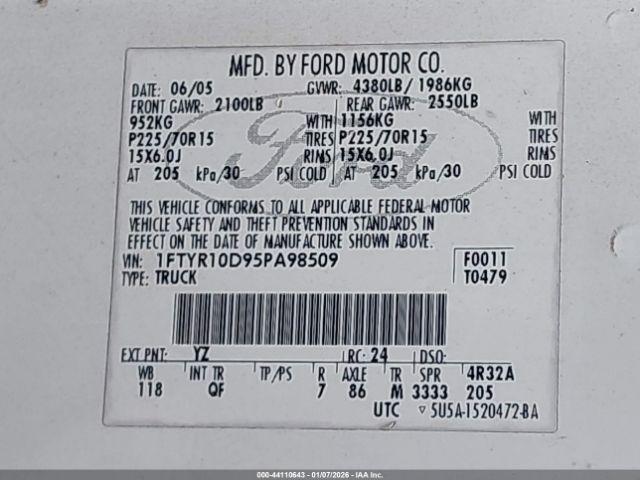 MFD. BY FORD MOTOR CO.
DATE: 06/05 GVWR: 4380LB/ 1986KG
FRONT GAWR: 2100LB REAR GAWR: 2550LB
952KG WITH 1156KG WITH
P225/70R15 TIRES P225/70R15 TIRES
15X6.0J RIMS 15X6.0J RIMS
AT 205 kPa/30 PSI COLD AT 205 kPa/30 PSI COLD
Ford
THIS VEHICLE CONFORMS TO ALL APPLICABLE FEDERAL MOTOR
VEHICLE SAFETY AND THEFT PREVENTION STANDARDS IN
EFFECT ON THE DATE OF MANUFACTURE SHOWN ABOVE.
VIN: 1FTYR10D95PA98509 F0011
TYPE: TRUCK T0479
EXT PNT: YZ RC: 24 DSO:
WB INT TR TP/PS R AXLE TR SPR 4R32A
118 QF 7 86 M 3333 205
UTC 5U5A-1520472-BA
000-44110643 - 01/07/2026 - IAA Inc.